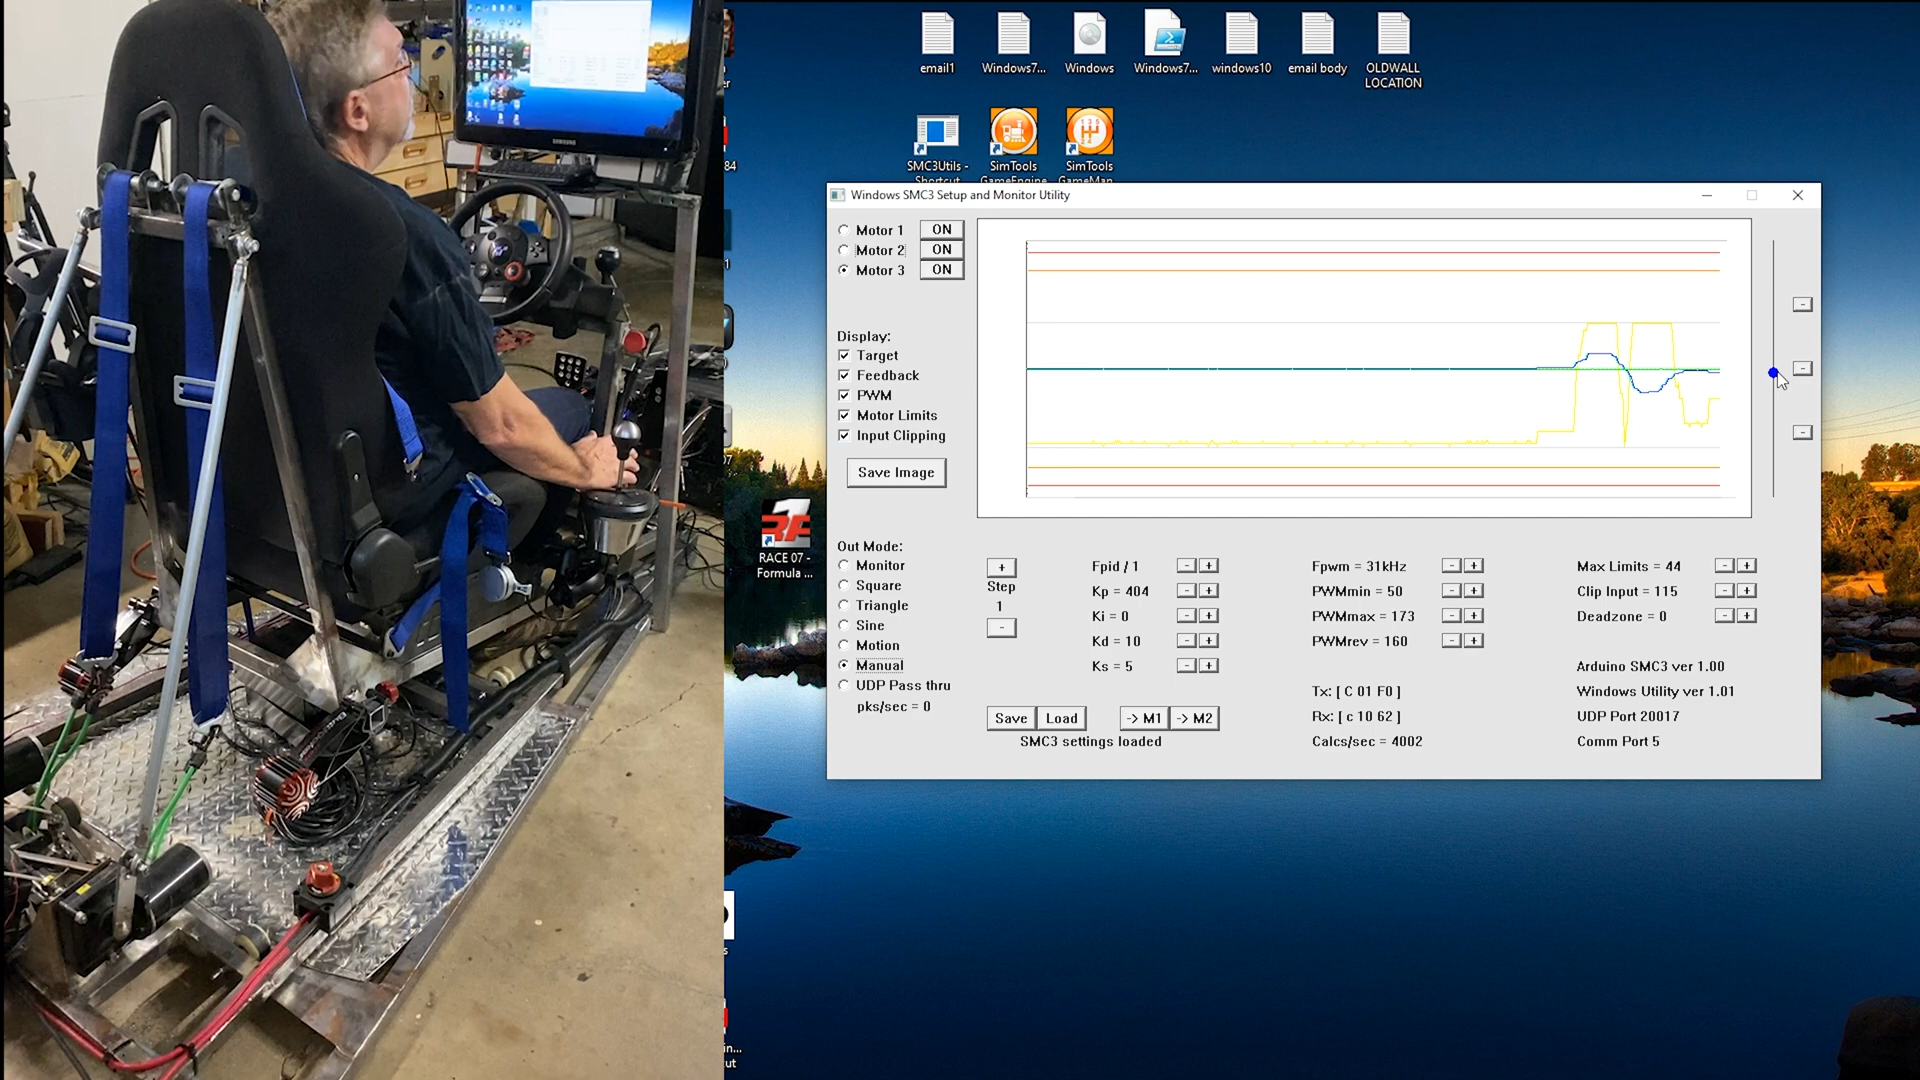 email1
Windows7...
Windows
Windows7...
windows10
email body
OLDWALL
LOCATION
SMC3Utils -
Shortcut
SimTools
GameEngine
SimTools
GameMan...
84
RACE 07 -
Formula ...
SAMSUNG
Windows SMC3 Setup and Monitor Utility
Motor 1 ON
Motor 2 ON
Motor 3 ON
Display:
Target
Feedback
PWM
Motor Limits
Input Clipping
Save Image
Out Mode:
Monitor
Square
Triangle
Sine
Motion
Manual
UDP Pass thru
pks/sec = 0
+
Step
1
-
Fpid / 1 - +
Kp = 404 - +
Ki = 0 - +
Kd = 10 - +
Ks = 5 - +
Fpwm = 31kHz - +
PWMmin = 50 - +
PWMmax = 173 - +
PWMrev = 160 - +
Max Limits = 44 - +
Clip Input = 115 - +
Deadzone = 0 - +
Save Load -> M1 -> M2
SMC3 settings loaded
Tx: [ C 01 F0 ]
Rx: [ c 10 62 ]
Calcs/sec = 4002
Arduino SMC3 ver 1.00
Windows Utility ver 1.01
UDP Port 20017
Comm Port 5